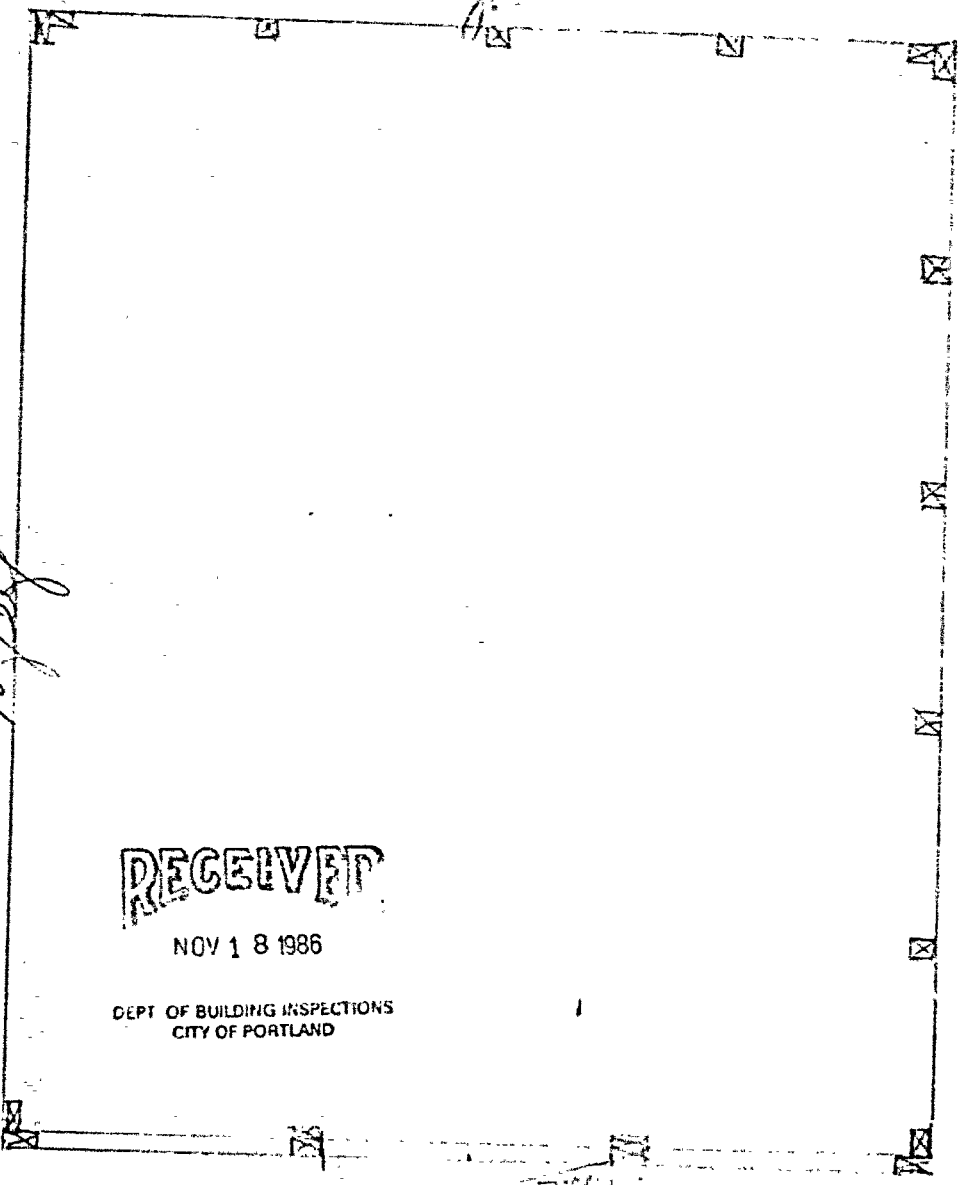 RECEIVED
NOV 1 8 1986
DEPT OF BUILDING INSPECTIONS
CITY OF PORTLAND